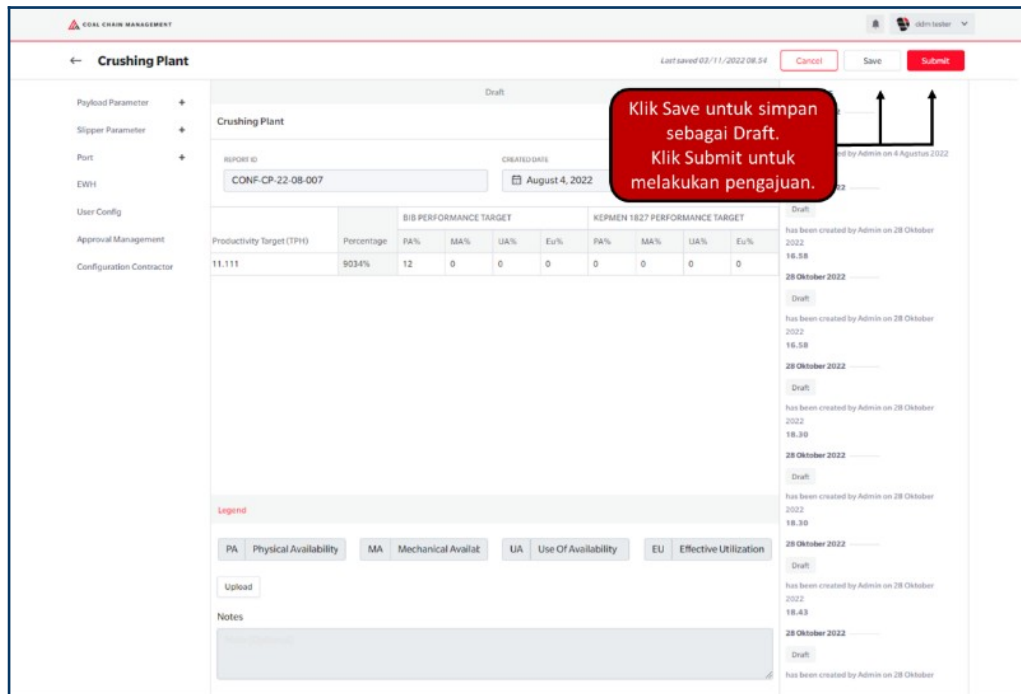 COAL CHAIN MANAGEMENT
ddm tester
← Crushing Plant
Last saved 03/11/2022 08.54
Cancel
Save
Submit
Payload Parameter +
Slipper Parameter +
Port +
EWH
User Config
Approval Management
Configuration Contractor
Draft
Crushing Plant
REPORT ID
CONF-CP-22-08-007
CREATED DATE
August 4, 2022
Klik Save untuk simpan
sebagai Draft.
Klik Submit untuk
melakukan pengajuan.
BIB PERFORMANCE TARGET
KEPMEN 1827 PERFORMANCE TARGET
Productivity Target (TPH) Percentage PA% MA% UA% Eu% PA% MA% UA% Eu%
11.111 9034% 12 0 0 0 0 0 0 0
Legend
PA Physical Availability
MA Mechanical Availat
UA Use Of Availability
EU Effective Utilization
Upload
Notes
ed by Admin on 4 Agustus 2022
22
Draft
has been created by Admin on 28 Oktober
2022
16.58
28 Oktober 2022
Draft
has been created by Admin on 28 Oktober
2022
16.58
28 Oktober 2022
Draft
has been created by Admin on 28 Oktober
2022
18.30
28 Oktober 2022
Draft
has been created by Admin on 28 Oktober
2022
18.30
28 Oktober 2022
Draft
has been created by Admin on 28 Oktober
2022
18.43
28 Oktober 2022
Draft
has been created by Admin on 28 Oktober